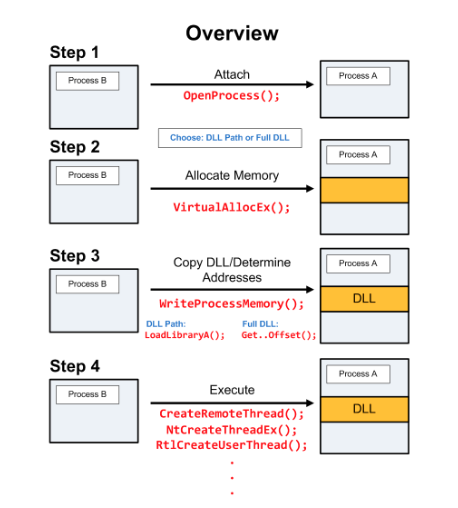 Overview
Step 1
Process B
Attach
OpenProcess();
Process A
Choose: DLL Path or Full DLL
Step 2
Process B
Allocate Memory
VirtualAllocEx();
Process A
Step 3
Process B
Copy DLL/Determine
Addresses
WriteProcessMemory();
DLL Path:
LoadLibraryA();
Full DLL:
Get..Offset();
Process A
DLL
Step 4
Process B
Execute
CreateRemoteThread();
NtCreateThreadEx();
RtlCreateUserThread();
.
.
.
Process A
DLL